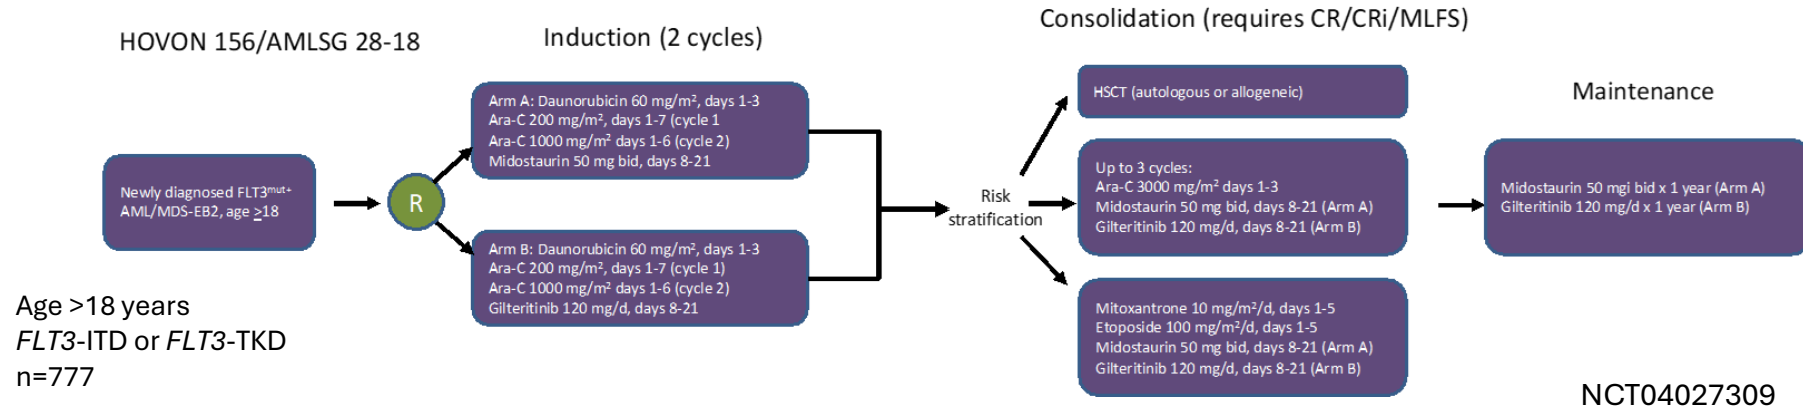 HOVON 156/AMLSG 28-18
Newly diagnosed FLT3ᵐᵘᵗ⁺
AML/MDS-EB2, age ≥18
Age >18 years
FLT3-ITD or FLT3-TKD
n=777
R
Induction (2 cycles)
Arm A: Daunorubicin 60 mg/m², days 1-3
Ara-C 200 mg/m², days 1-7 (cycle 1
Ara-C 1000 mg/m² days 1-6 (cycle 2)
Midostaurin 50 mg bid, days 8-21
Arm B: Daunorubicin 60 mg/m², days 1-3
Ara-C 200 mg/m², days 1-7 (cycle 1)
Ara-C 1000 mg/m² days 1-6 (cycle 2)
Gilteritinib 120 mg/d, days 8-21
Risk
stratification
Consolidation (requires CR/CRi/MLFS)
HSCT (autologous or allogeneic)
Up to 3 cycles:
Ara-C 3000 mg/m² days 1-3
Midostaurin 50 mg bid, days 8-21 (Arm A)
Gilteritinib 120 mg/d, days 8-21 (Arm B)
Mitoxantrone 10 mg/m²/d, days 1-5
Etoposide 100 mg/m²/d, days 1-5
Midostaurin 50 mg bid, days 8-21 (Arm A)
Gilteritinib 120 mg/d, days 8-21 (Arm B)
Maintenance
Midostaurin 50 mgi bid x 1 year (Arm A)
Gilteritinib 120 mg/d x 1 year (Arm B)
NCT04027309